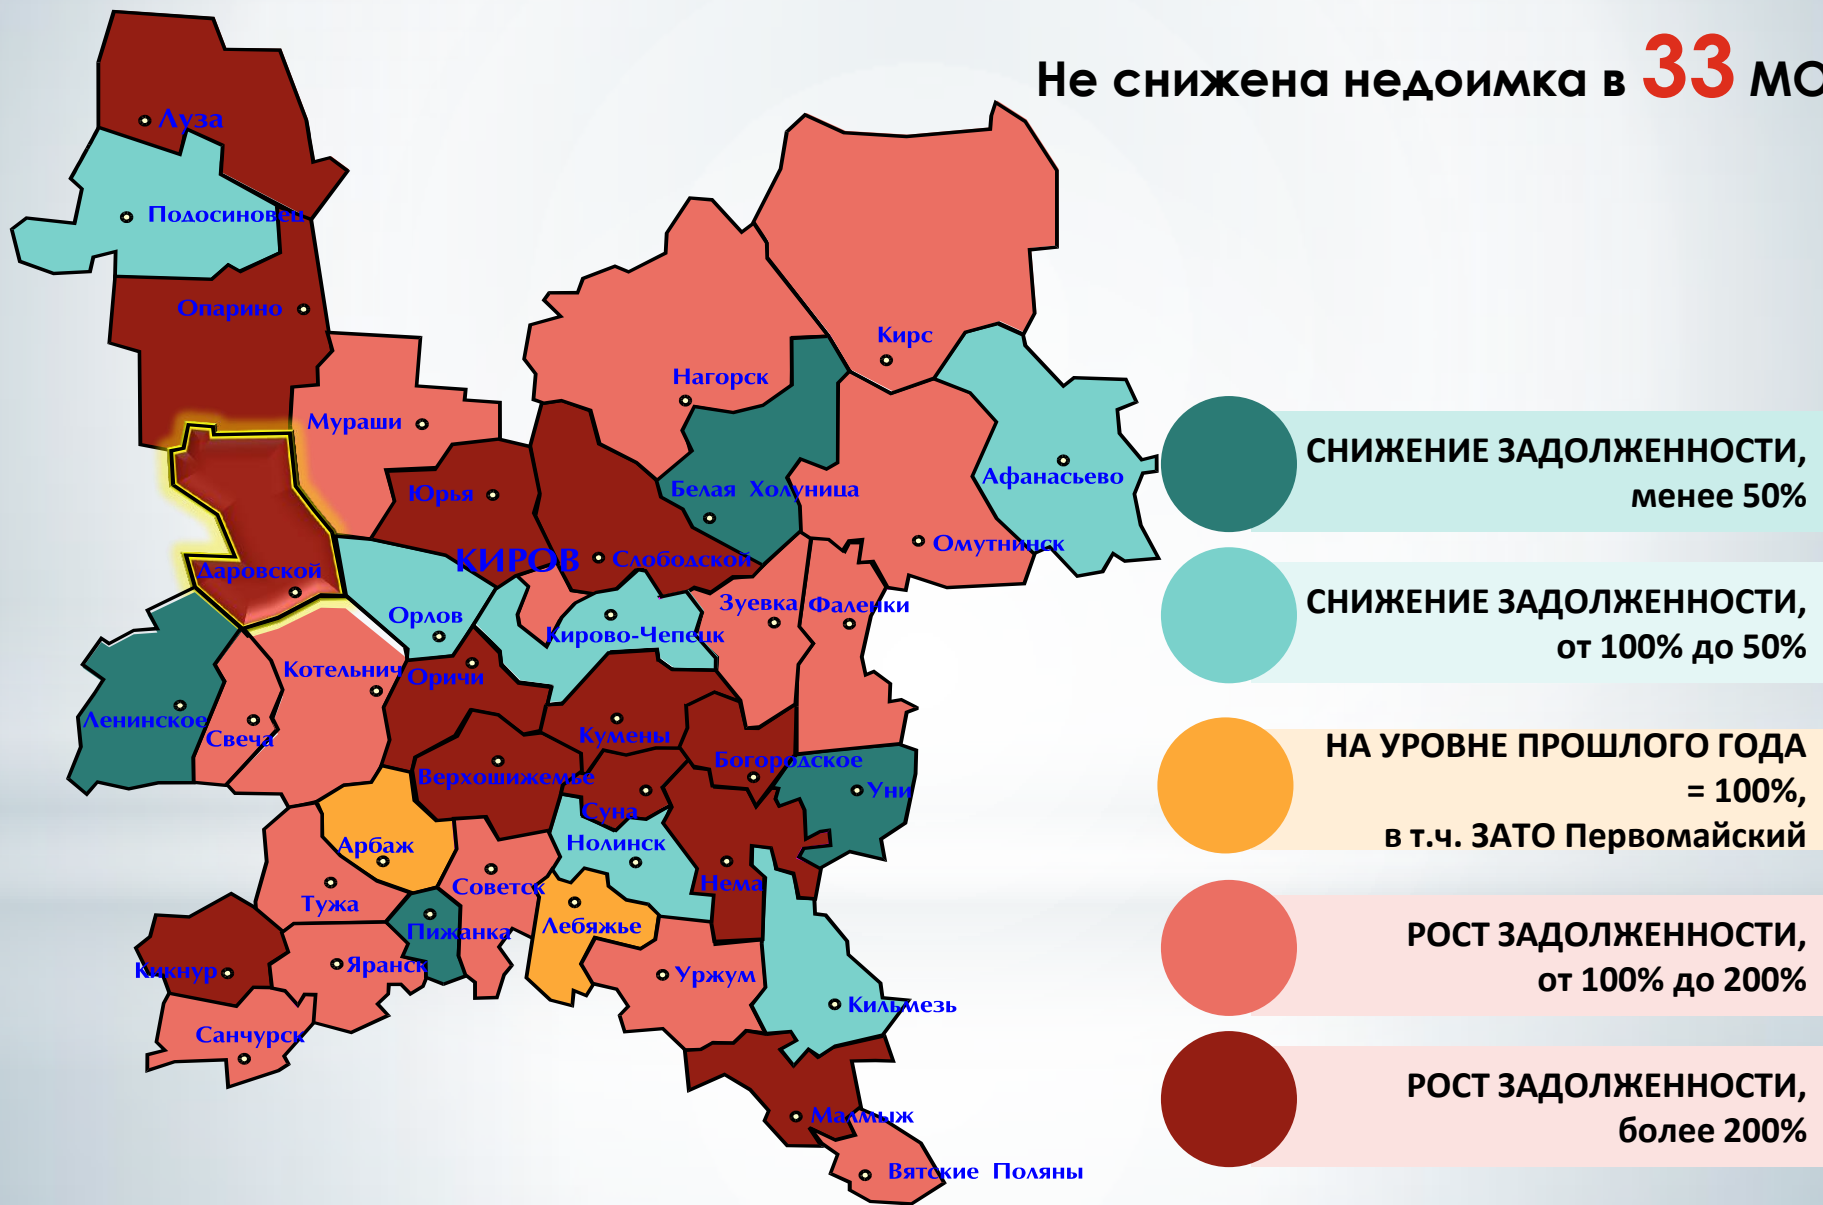 Не снижена недоимка в 33 МО
Луза
Подосиновец
Опарино
Кирс
Нагорск
Мураши
Афанасьево
Юрья
Белая Холуница
Омутнинск
КИРОВ
Слободской
Даровской
Зуевка
Фаленки
Орлов
Кирово-Чепецк
Котельнич
Оричи
Ленинское
Свеча
Кумены
Богородское
Верхошижемье
Уни
Суна
Арбаж
Нолинск
Советск
Нема
Тужа
Лебяжье
Пижанка
Кикнур
Яранск
Уржум
Кильмезь
Санчурск
Малмыж
Вятские Поляны
СНИЖЕНИЕ ЗАДОЛЖЕННОСТИ,
менее 50%
СНИЖЕНИЕ ЗАДОЛЖЕННОСТИ,
от 100% до 50%
НА УРОВНЕ ПРОШЛОГО ГОДА
= 100%,
в т.ч. ЗАТО Первомайский
РОСТ ЗАДОЛЖЕННОСТИ,
от 100% до 200%
РОСТ ЗАДОЛЖЕННОСТИ,
более 200%